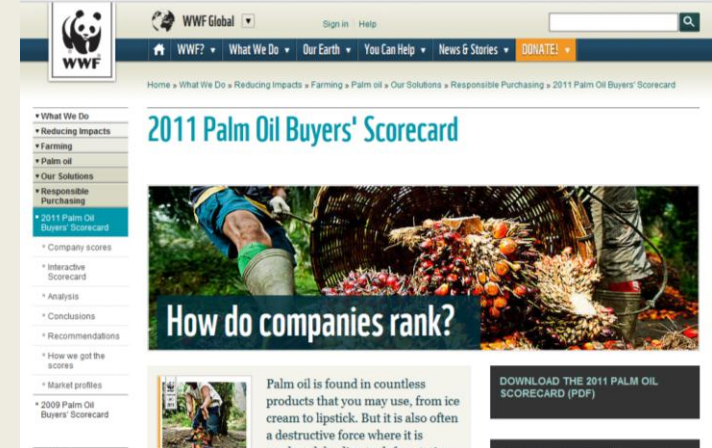 WWF Global
Sign in
Help
WWF
WWF?
What We Do
Our Earth
You Can Help
News & Stories
DONATE!
Home » What We Do » Reducing Impacts » Farming » Palm oil » Our Solutions » Responsible Purchasing » 2011 Palm Oil Buyers' Scorecard
What We Do
Reducing Impacts
Farming
Palm oil
Our Solutions
Responsible
Purchasing
2011 Palm Oil
Buyers' Scorecard
Company scores
Interactive
Scorecard
Analysis
Conclusions
Recommendations
How we got the
scores
Market profiles
2009 Palm Oil
Buyers' Scorecard
2011 Palm Oil Buyers' Scorecard
How do companies rank?
Palm oil is found in countless
products that you may use, from ice
cream to lipstick. But it is also often
a destructive force where it is
DOWNLOAD THE 2011 PALM OIL
SCORECARD (PDF)